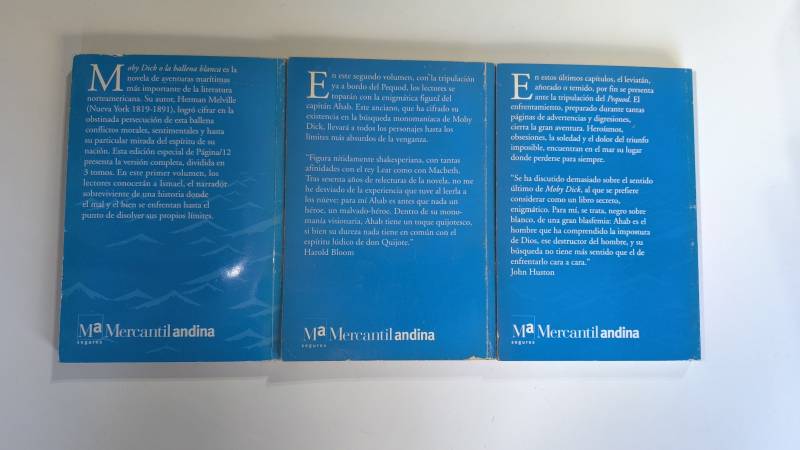 Moby Dick o la ballena blanca es la
novela de aventuras marítimas
más importante de la literatura
norteamericana. Su autor, Herman Melville
(Nueva York 1819-1891), logró cifrar en la
obstinada persecución de esta ballena
conflictos morales, sentimentales y hasta
su particular mirada del espíritu de su
nación. Esta edición especial de Página/12
presenta la versión completa, dividida en
3 tomos. En este primer volumen, los
lectores conocerán a Ismael, el narrador
sobreviviente de una historia donde
el mal y el bien se enfrentan hasta el
punto de disolver sus propios límites.
Ma Mercantil andina
seguros
En este segundo volumen, con la tripulación
ya a bordo del Pequod, los lectores se
toparán con la enigmática figura del
capitán Ahab. Este anciano, que ha cifrado su
existencia en la búsqueda monomaníaca de Moby
Dick, llevará a todos los personajes hasta los
límites más absurdos de la venganza.
"Figura nítidamente shakesperiana, con tantas
afinidades con el rey Lear como con Macbeth.
Tras sesenta años de relecturas de la novela, no me
he desviado de la experiencia que tuve al leerla a
los nueve: para mí Ahab es antes que nada un
héroe, un malvado-héroe. Dentro de su mono-
manía visionaria, Ahab tiene un toque quijotesco,
si bien su dureza nada tiene en común con el
espíritu lúdico de don Quijote."
Harold Bloom
Ma Mercantil andina
seguros
En estos últimos capítulos, el leviatán,
añorado o temido, por fin se presenta
ante la tripulación del Pequod. El
enfrentamiento, preparado durante tantas
páginas de advertencias y digresiones,
cierra la gran aventura. Heroísmos,
obsesiones, la soledad y el dolor del triunfo
imposible, encuentran en el mar su lugar
donde perderse para siempre.
"Se ha discutido demasiado sobre el sentido
último de Moby Dick, al que se prefiere
considerar como un libro secreto,
enigmático. Para mí, se trata, negro sobre
blanco, de una gran blasfemia: Ahab es el
hombre que ha comprendido la impostura
de Dios, ese destructor del hombre, y su
búsqueda no tiene más sentido que el de
enfrentarlo cara a cara."
John Huston
Ma Mercantil andina
seguros